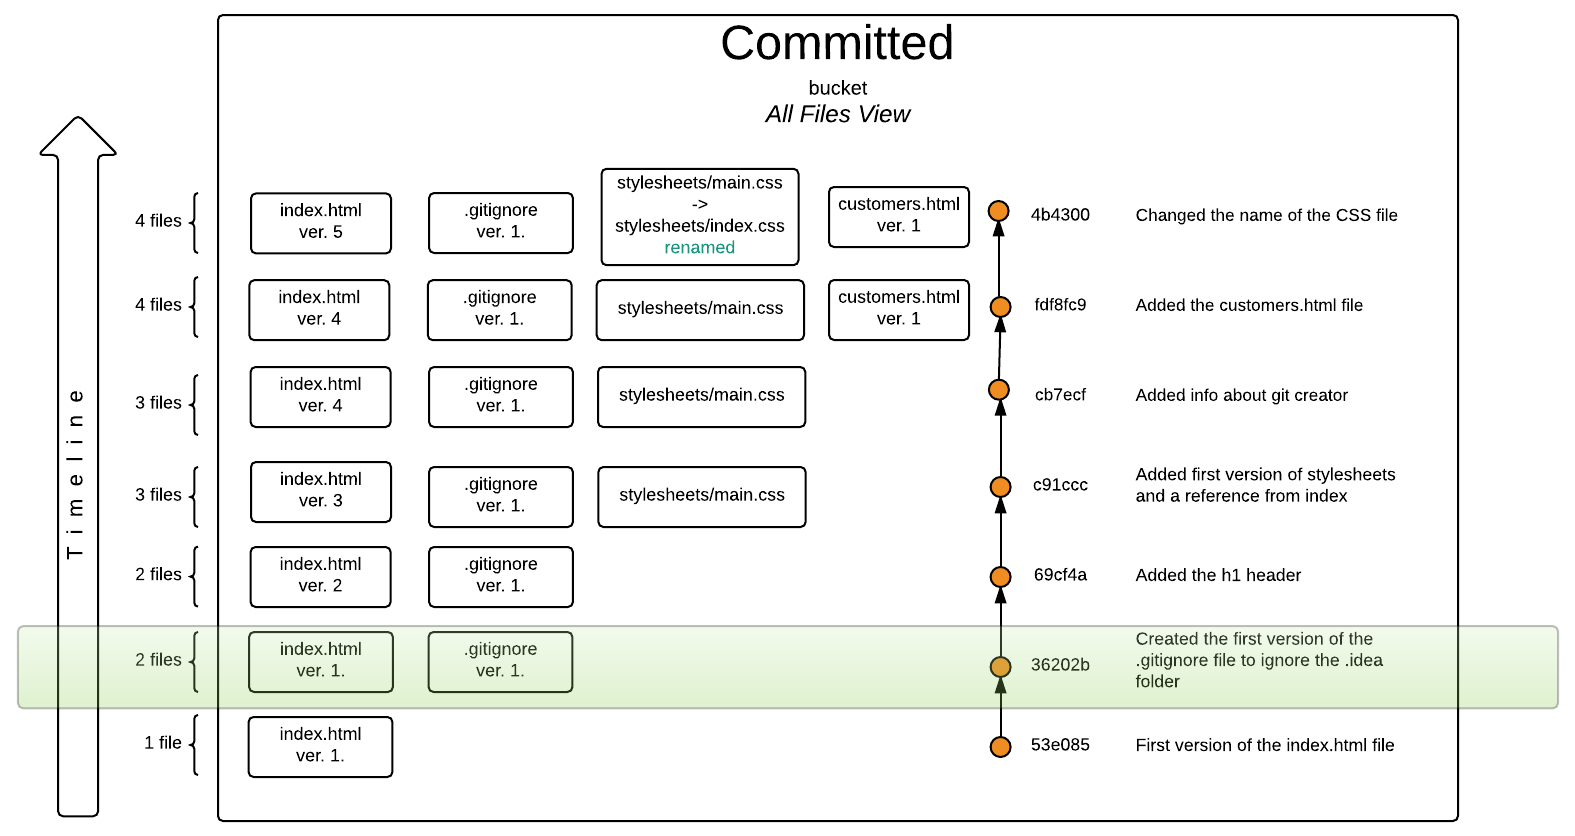 Committed
bucket
All Files View
Timeline
4 files
index.html
ver. 5
.gitignore
ver. 1.
stylesheets/main.css
->
stylesheets/index.css
renamed
customers.html
ver. 1
4b4300
Changed the name of the CSS file
4 files
index.html
ver. 4
.gitignore
ver. 1.
stylesheets/main.css
customers.html
ver. 1
fdf8fc9
Added the customers.html file
3 files
index.html
ver. 4
.gitignore
ver. 1.
stylesheets/main.css
cb7ecf
Added info about git creator
3 files
index.html
ver. 3
.gitignore
ver. 1.
stylesheets/main.css
c91ccc
Added first version of stylesheets
and a reference from index
2 files
index.html
ver. 2
.gitignore
ver. 1.
69cf4a
Added the h1 header
2 files
index.html
ver. 1.
.gitignore
ver. 1.
36202b
Created the first version of the
.gitignore file to ignore the .idea
folder
1 file
index.html
ver. 1.
53e085
First version of the index.html file